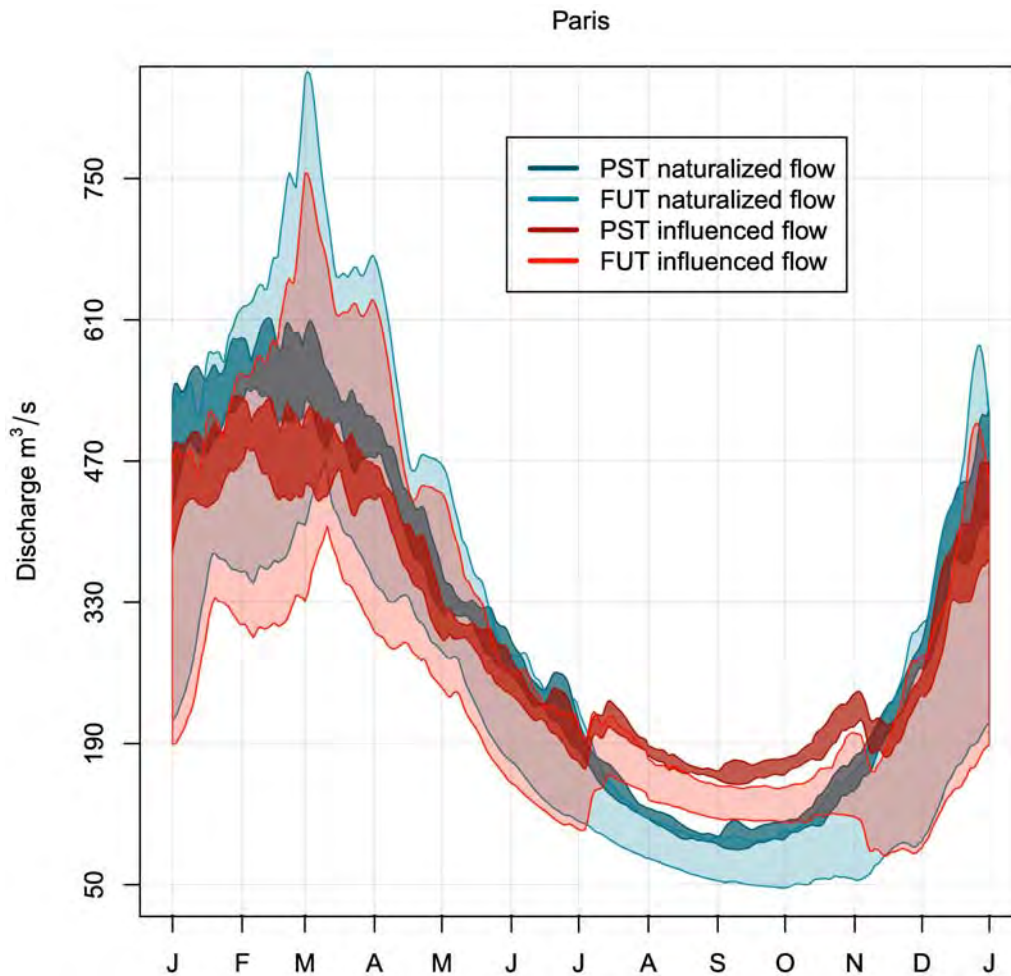 Paris
Discharge m³/s
750
610
470
330
190
50
PST naturalized flow
FUT naturalized flow
PST influenced flow
FUT influenced flow
J F M A M J J A S O N D J